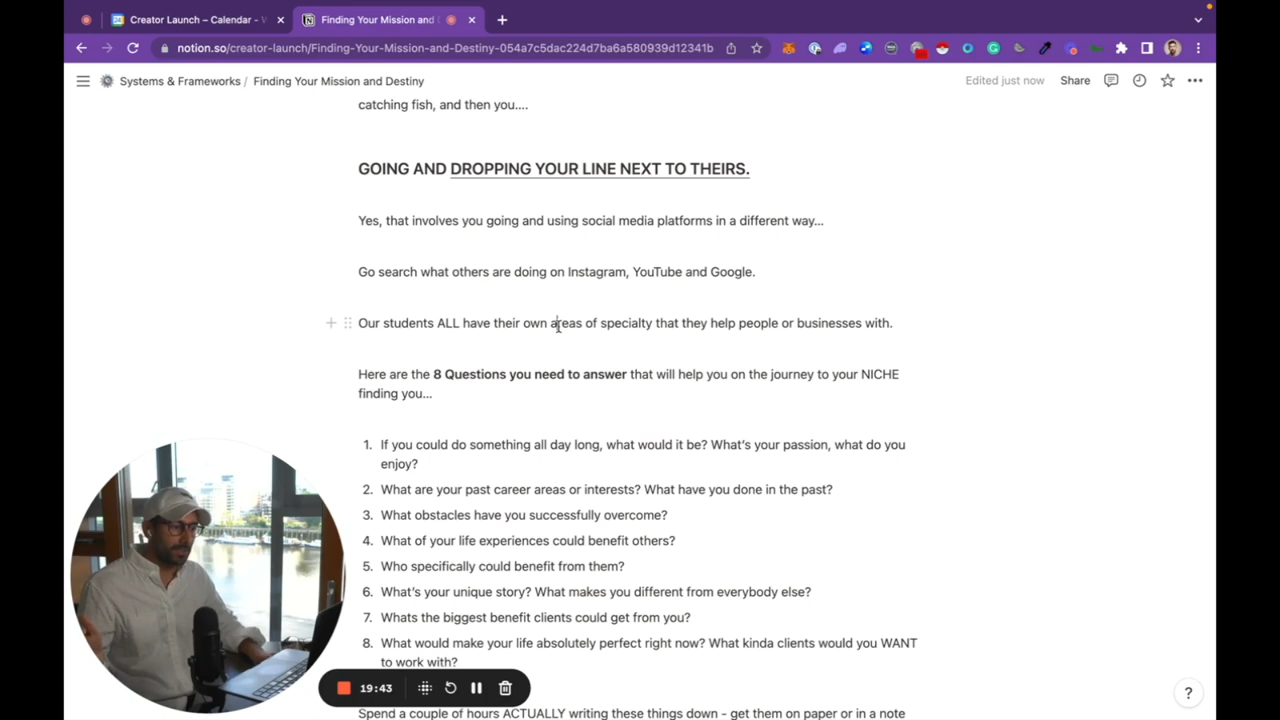 Creator Launch – Calendar -
Finding Your Mission and
notion.so/creator-launch/Finding-Your-Mission-and-Destiny-054a7c5dac224d7ba6a580939d12341b
Systems & Frameworks / Finding Your Mission and Destiny
Edited just now
Share
catching fish, and then you....
GOING AND DROPPING YOUR LINE NEXT TO THEIRS.
Yes, that involves you going and using social media platforms in a different way...
Go search what others are doing on Instagram, YouTube and Google.
Our students ALL have their own areas of specialty that they help people or businesses with.
Here are the 8 Questions you need to answer that will help you on the journey to your NICHE
finding you...
1. If you could do something all day long, what would it be? What's your passion, what do you
enjoy?
2. What are your past career areas or interests? What have you done in the past?
3. What obstacles have you successfully overcome?
4. What of your life experiences could benefit others?
5. Who specifically could benefit from them?
6. What's your unique story? What makes you different from everybody else?
7. Whats the biggest benefit clients could get from you?
8. What would make your life absolutely perfect right now? What kinda clients would you WANT
to work with?
19:43
?
Spend a couple of hours ACTUALLY writing these things down - get them on paper or in a note